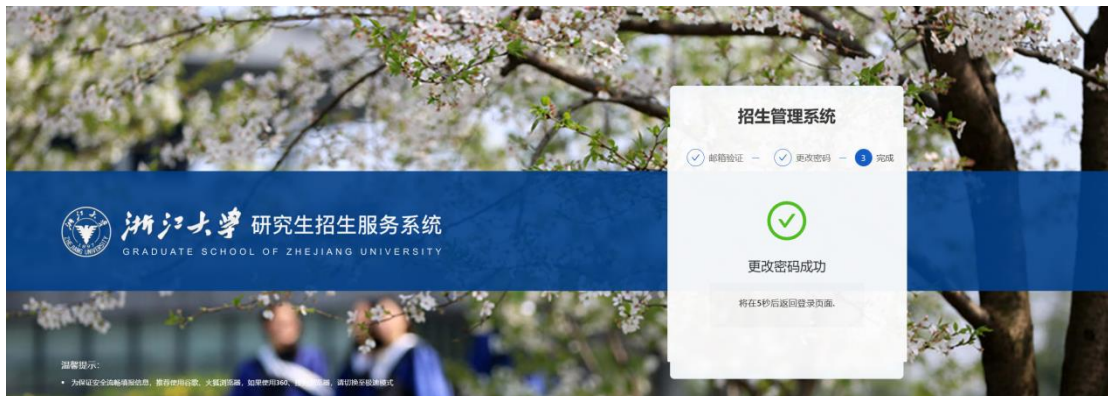 招生管理系统
邮箱验证 － 更改密码 － 3 完成
浙江大学 研究生招生服务系统
GRADUATE SCHOOL OF ZHEJIANG UNIVERSITY
更改密码成功
将在5秒后返回登录页面.
温馨提示：
• 为保证安全流畅填报信息，推荐使用谷歌、火狐浏览器，如果使用360、浏览器，请切换至极速模式